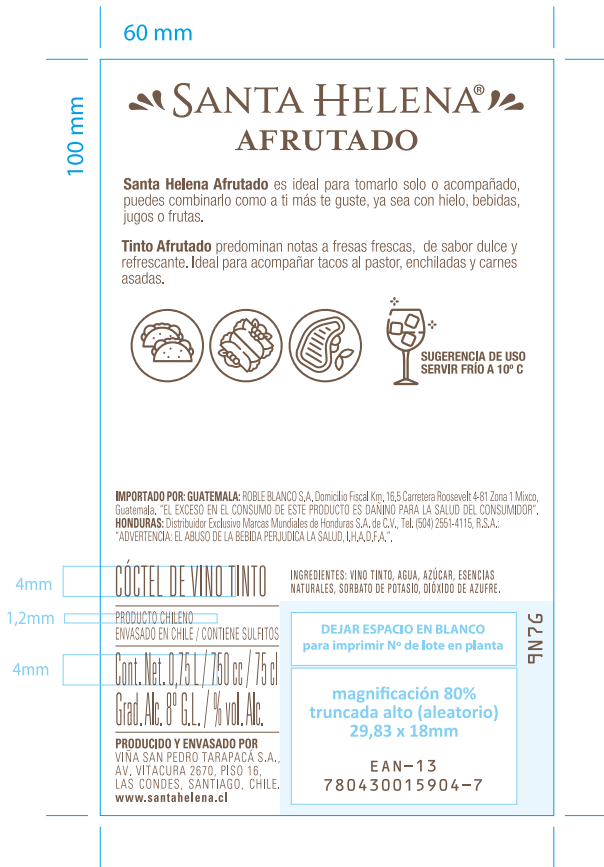 60 mm
100 mm
SANTA HELENA®
AFRUTADO
Santa Helena Afrutado es ideal para tomarlo solo o acompañado,
puedes combinarlo como a ti más te guste, ya sea con hielo, bebidas,
jugos o frutas.
Tinto Afrutado predominan notas a fresas frescas, de sabor dulce y
refrescante. Ideal para acompañar tacos al pastor, enchiladas y carnes
asadas.
SUGERENCIA DE USO
SERVIR FRÍO A 10º C
IMPORTADO POR: GUATEMALA: ROBLE BLANCO S.A. Domicilio Fiscal Km. 16,5 Carretera Roosevelt 4-81 Zona 1 Mixco,
Guatemala. "EL EXCESO EN EL CONSUMO DE ESTE PRODUCTO ES DAÑINO PARA LA SALUD DEL CONSUMIDOR".
HONDURAS: Distribuidor Exclusivo Marcas Mundiales de Honduras S.A. de C.V., Tel. (504) 2551-4115, R.S.A.:
"ADVERTENCIA: EL ABUSO DE LA BEBIDA PERJUDICA LA SALUD, I.H.A.D.F.A.".
4mm
CÓCTEL DE VINO TINTO
INGREDIENTES: VINO TINTO, AGUA, AZÚCAR, ESENCIAS
NATURALES, SORBATO DE POTASIO, DIÓXIDO DE AZUFRE.
1,2mm
PRODUCTO CHILENO
ENVASADO EN CHILE / CONTIENE SULFITOS
4mm
Cont. Net. 0,75 L / 750 cc / 75 cl
Grad. Alc. 8º G.L. / % vol. Alc.
PRODUCIDO Y ENVASADO POR
VIÑA SAN PEDRO TARAPACÁ S.A.,
AV. VITACURA 2670, PISO 16,
LAS CONDES, SANTIAGO, CHILE.
www.santahelena.cl
DEJAR ESPACIO EN BLANCO
para imprimir Nº de lote en planta
9N7G
magnificación 80%
truncada alto (aleatorio)
29,83 x 18mm
EAN-13
780430015904-7